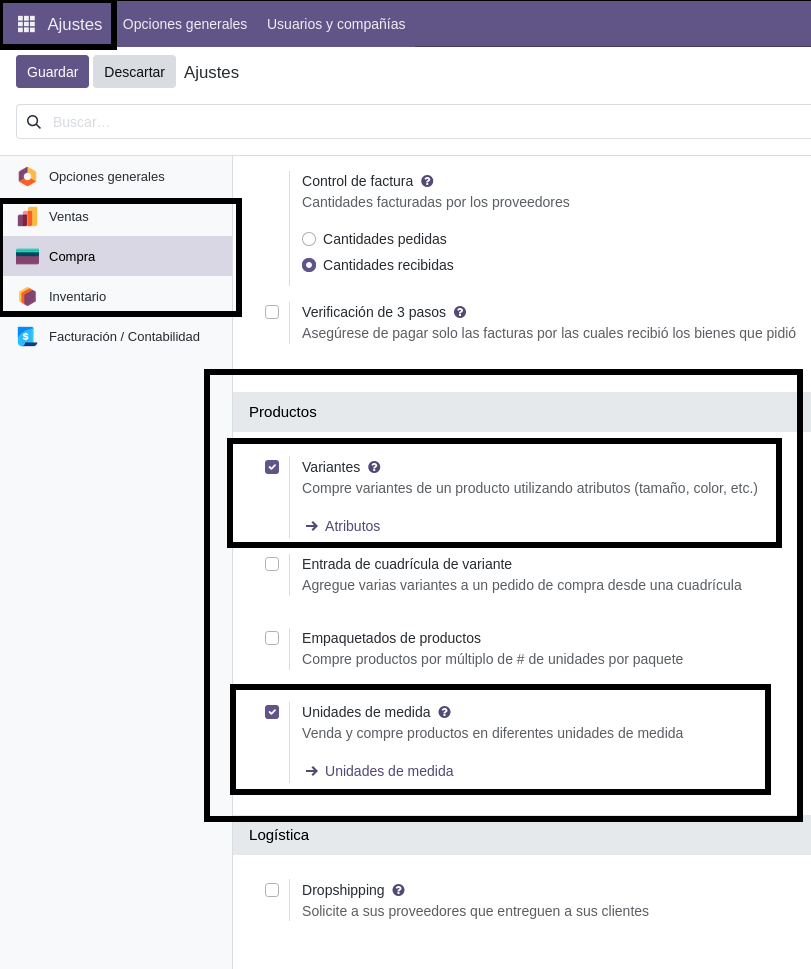 Ajustes Opciones generales Usuarios y compañías
Guardar Descartar Ajustes
Buscar…
Opciones generales
Ventas
Compra
Inventario
Facturación / Contabilidad
Control de factura
Cantidades facturadas por los proveedores
Cantidades pedidas
Cantidades recibidas
Verificación de 3 pasos
Asegúrese de pagar solo las facturas por las cuales recibió los bienes que pidió
Productos
Variantes
Compre variantes de un producto utilizando atributos (tamaño, color, etc.)
Atributos
Entrada de cuadrícula de variante
Agregue varias variantes a un pedido de compra desde una cuadrícula
Empaquetados de productos
Compre productos por múltiplo de # de unidades por paquete
Unidades de medida
Venda y compre productos en diferentes unidades de medida
Unidades de medida
Logística
Dropshipping
Solicite a sus proveedores que entreguen a sus clientes